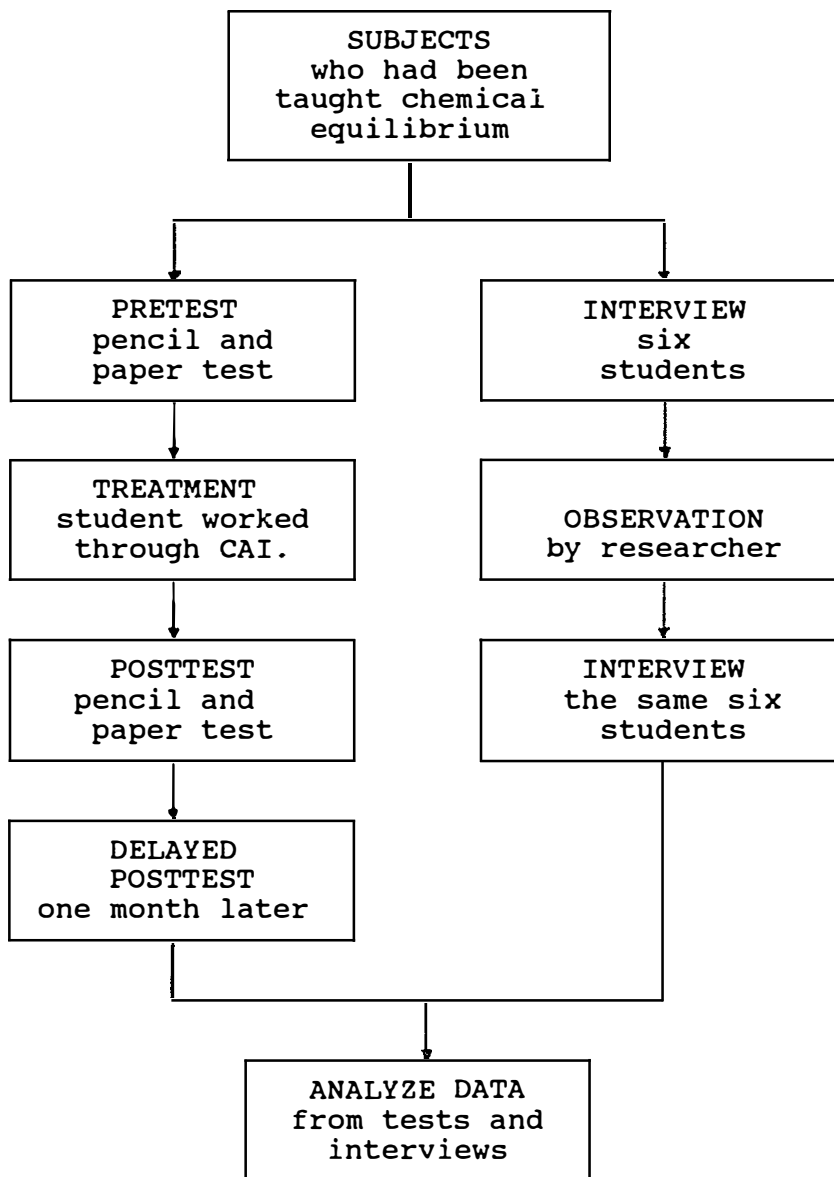 SUBJECTS
who had been
taught chemical
equilibrium
PRETEST
pencil and
paper test
INTERVIEW
six
students
TREATMENT
student worked
through CAI.
OBSERVATION
by researcher
POSTTEST
pencil and
paper test
INTERVIEW
the same six
students
DELAYED
POSTTEST
one month later
ANALYZE DATA
from tests and
interviews